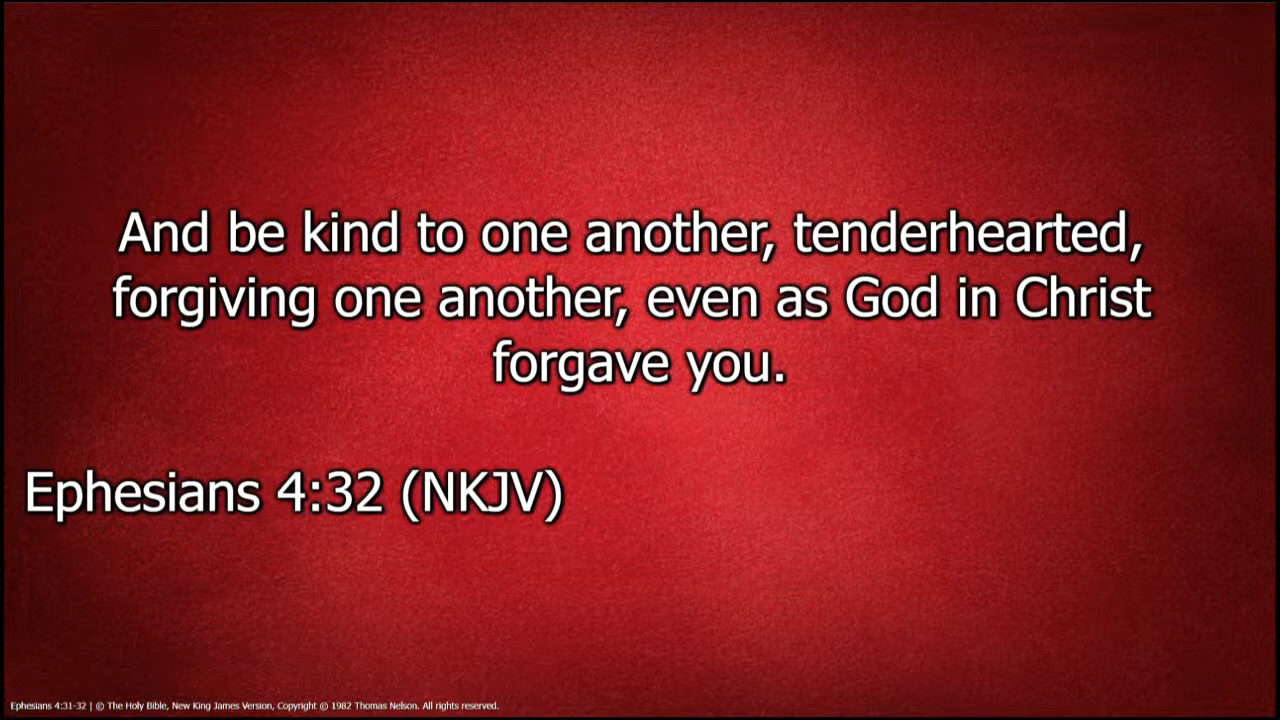 And be kind to one another, tenderhearted,
forgiving one another, even as God in Christ
forgave you.
Ephesians 4:32 (NKJV)
Ephesians 4:31-32 | © The Holy Bible, New King James Version, Copyright © 1982 Thomas Nelson. All rights reserved.